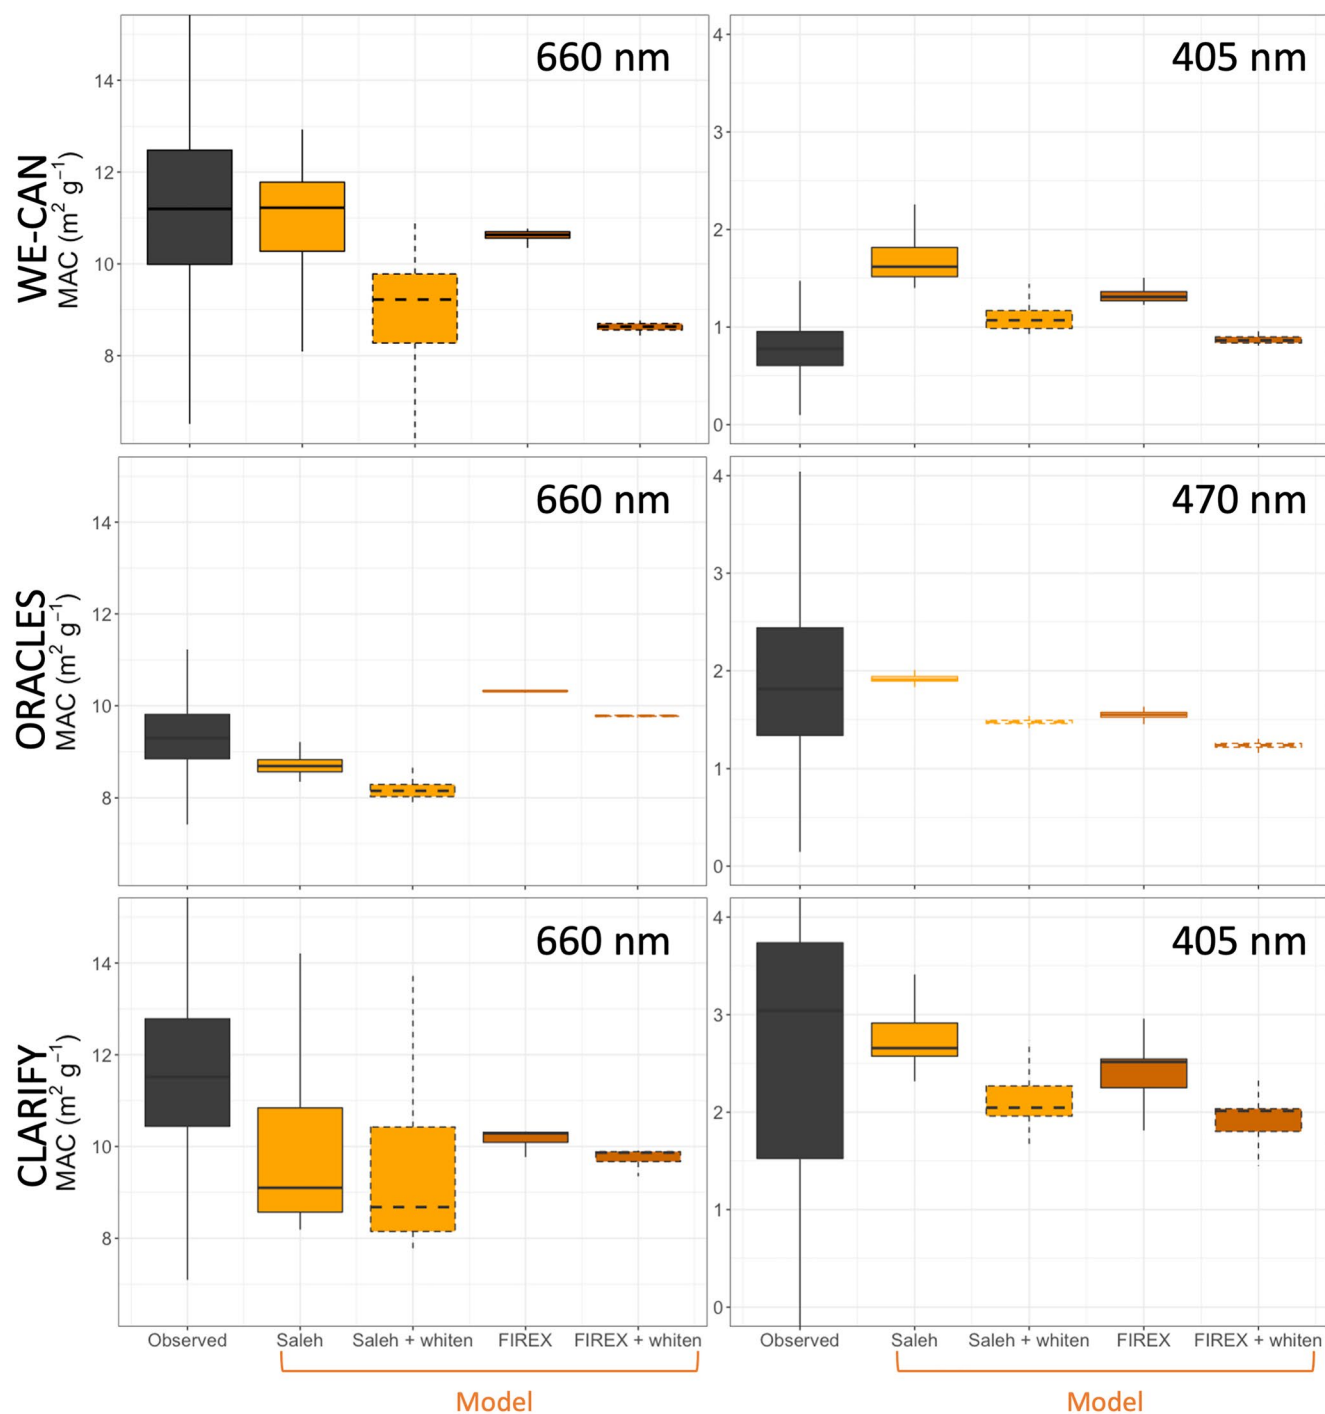 WE-CAN
MAC (m² g⁻¹)
14
12
10
8
660 nm
4
3
2
1
0
405 nm
ORACLES
MAC (m² g⁻¹)
14
12
10
8
660 nm
4
3
2
1
0
470 nm
CLARIFY
MAC (m² g⁻¹)
14
12
10
8
660 nm
4
3
2
1
0
405 nm
Observed Saleh Saleh + whiten FIREX FIREX + whiten
Observed Saleh Saleh + whiten FIREX FIREX + whiten
Model
Model